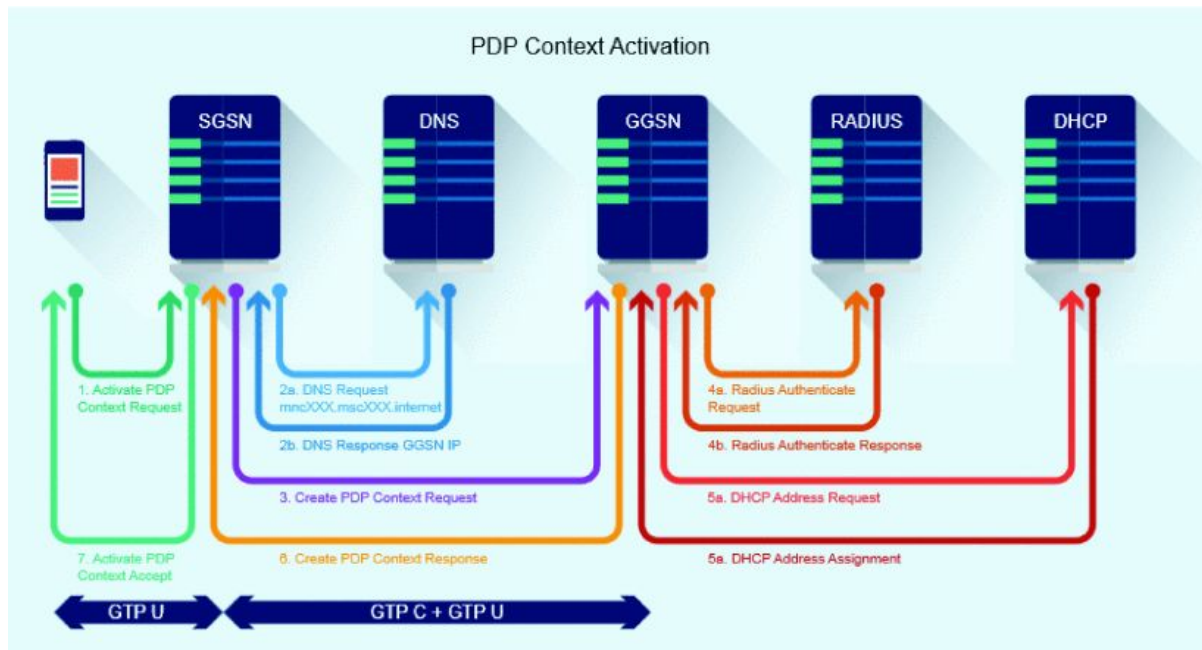 PDP Context Activation
SGSN
DNS
GGSN
RADIUS
DHCP
1. Activate PDP
Context Request
2a. DNS Request
mncXXX.mscXXX.internet
2b. DNS Response GGSN IP
3. Create PDP Context Request
4a. Radius Authenticate
Request
4b. Radius Authenticate Response
5a. DHCP Address Request
7. Activate PDP
Context Accept
6. Create PDP Context Response
5a. DHCP Address Assignment
GTP U
GTP C + GTP U